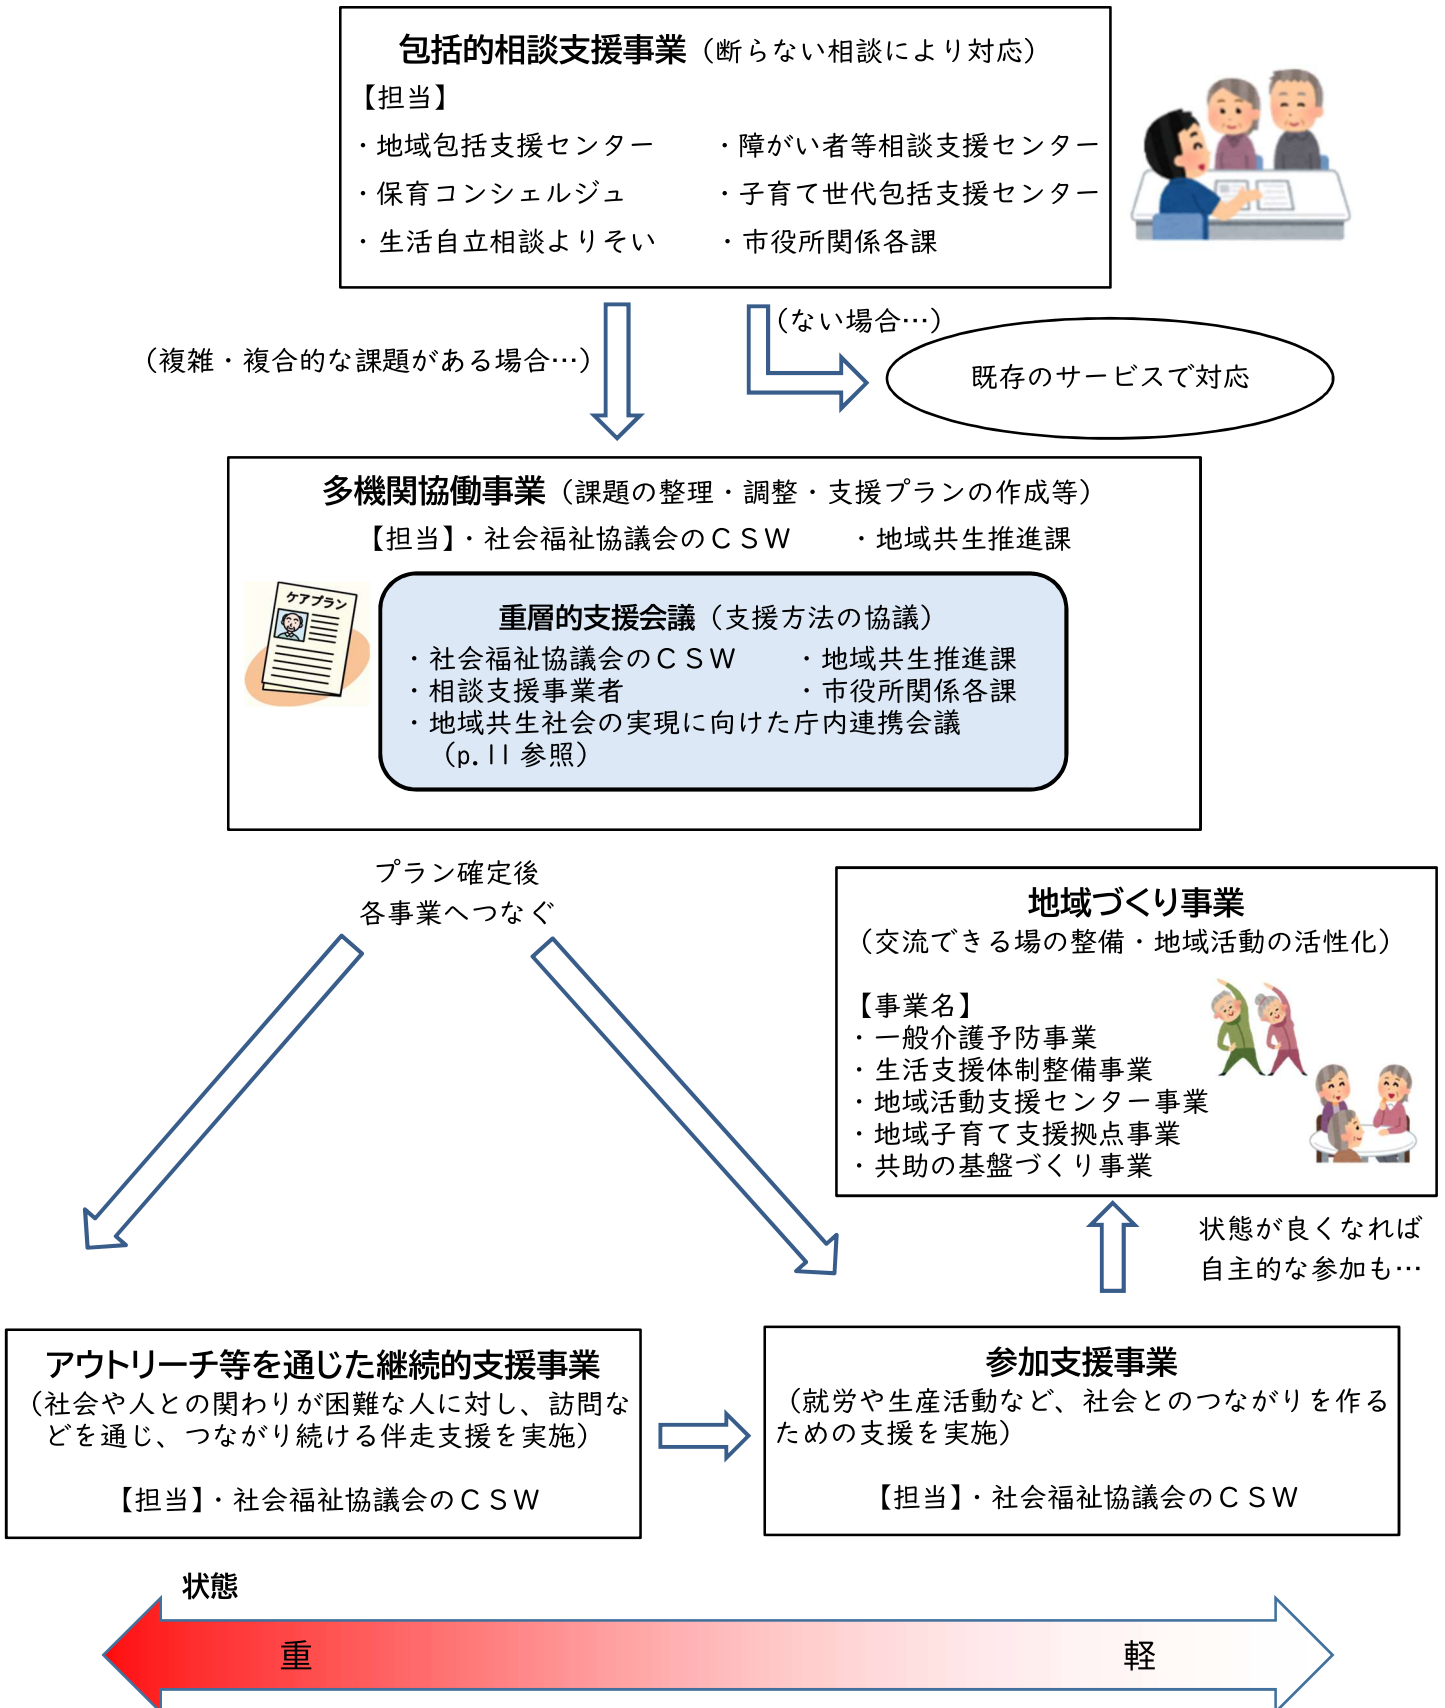 包括的相談支援事業（断らない相談により対応）
【担当】
・地域包括支援センター　・障がい者等相談支援センター
・保育コンシェルジュ　・子育て世代包括支援センター
・生活自立相談よりそい　・市役所関係各課
（複雑・複合的な課題がある場合…）
（ない場合…）
既存のサービスで対応
多機関協働事業（課題の整理・調整・支援プランの作成等）
【担当】・社会福祉協議会のＣＳＷ　・地域共生推進課
ケアプラン
重層的支援会議（支援方法の協議）
・社会福祉協議会のＣＳＷ　・地域共生推進課
・相談支援事業者　・市役所関係各課
・地域共生社会の実現に向けた庁内連携会議
（p.11 参照）
プラン確定後
各事業へつなぐ
地域づくり事業
（交流できる場の整備・地域活動の活性化）
【事業名】
・一般介護予防事業
・生活支援体制整備事業
・地域活動支援センター事業
・地域子育て支援拠点事業
・共助の基盤づくり事業
状態が良くなれば
自主的な参加も…
アウトリーチ等を通じた継続的支援事業
（社会や人との関わりが困難な人に対し、訪問な
どを通じ、つながり続ける伴走支援を実施）
【担当】・社会福祉協議会のＣＳＷ
参加支援事業
（就労や生産活動など、社会とのつながりを作る
ための支援を実施）
【担当】・社会福祉協議会のＣＳＷ
状態
重　軽